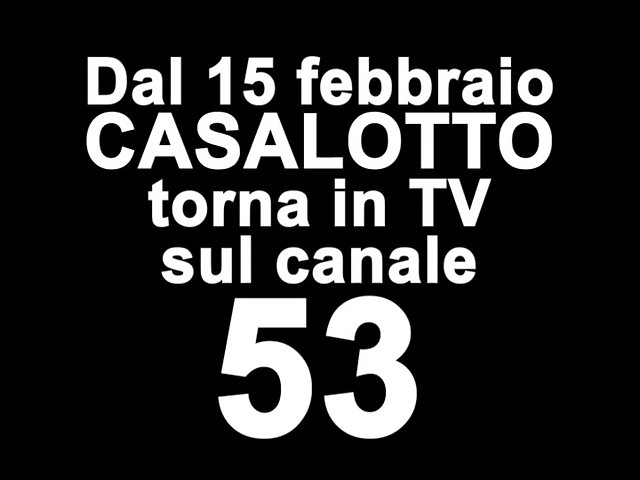 Dal 15 febbraio
CASALOTTO
torna in TV
sul canale
53